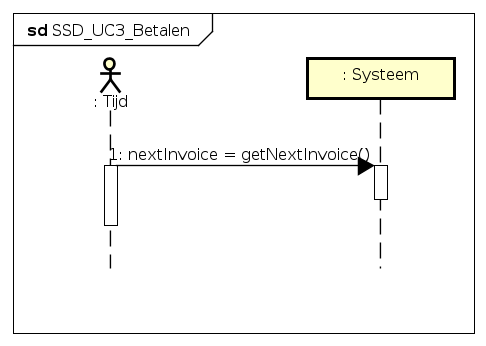 sd SSD_UC3_Betalen
: Tijd
: Systeem
1: nextInvoice = getNextInvoice()